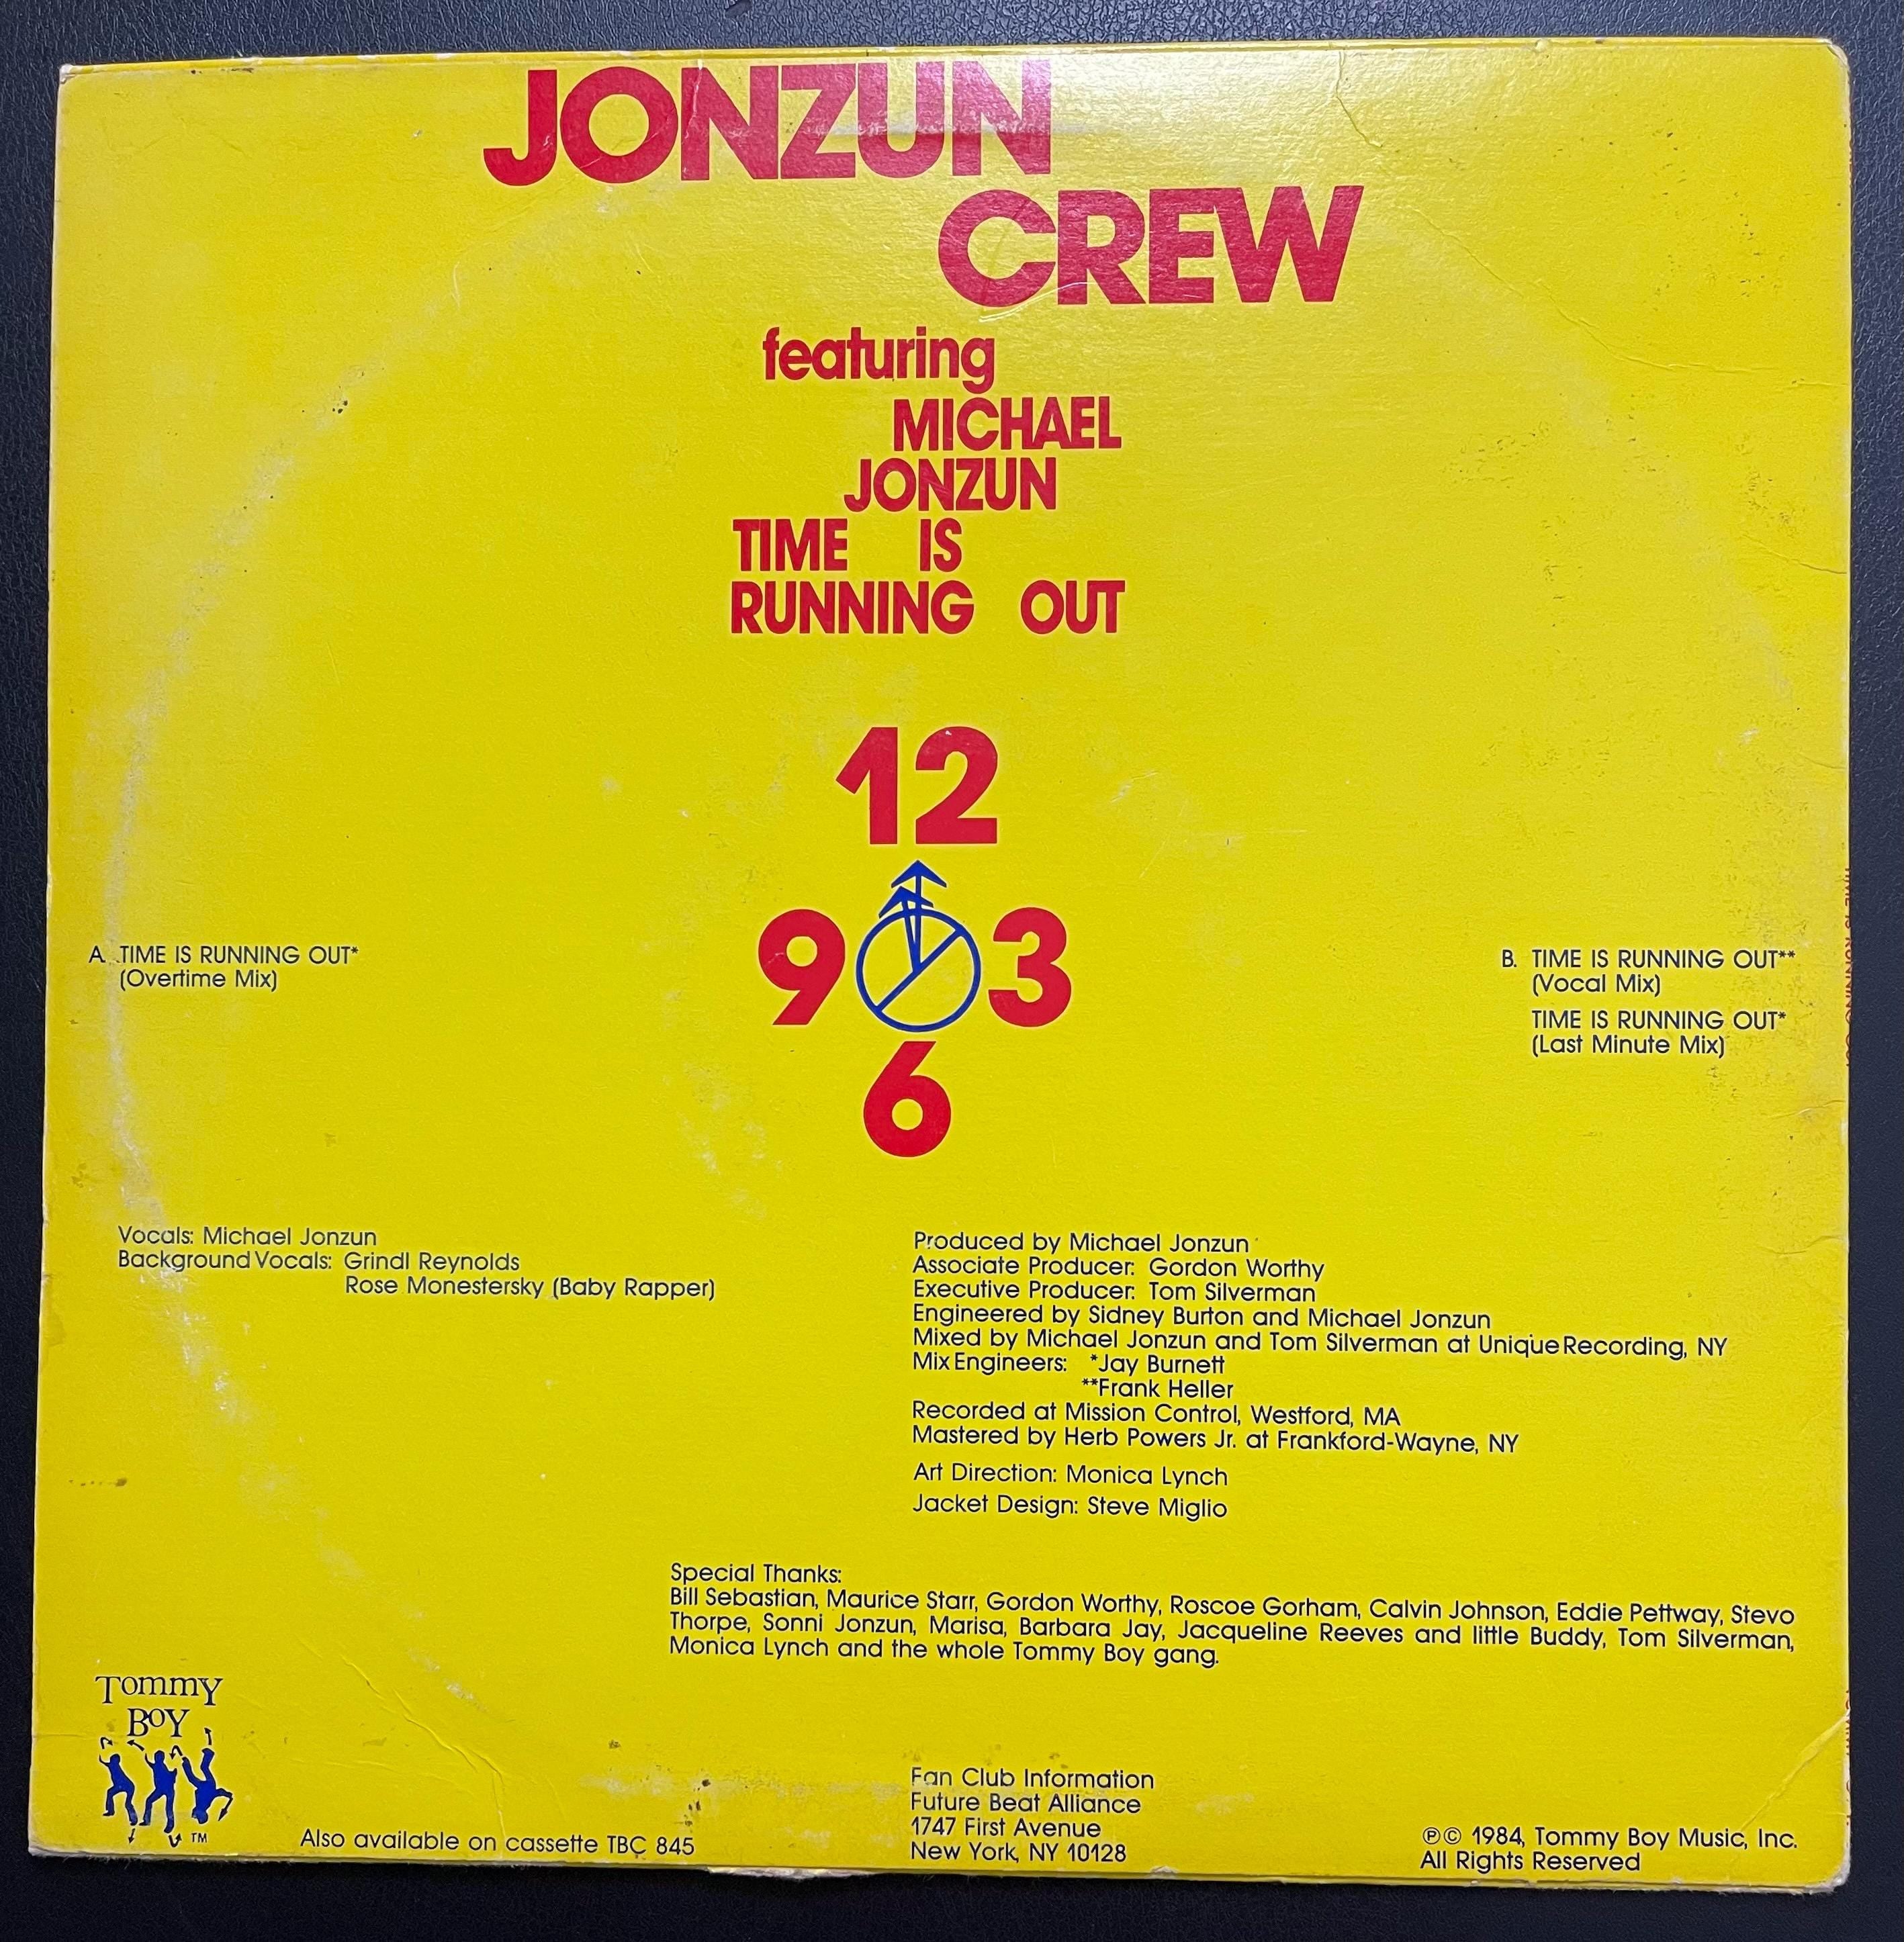 JONZUN
CREW
featuring
MICHAEL
JONZUN
TIME IS
RUNNING OUT
12
9 3
6
A. TIME IS RUNNING OUT*
(Overtime Mix)
B. TIME IS RUNNING OUT**
(Vocal Mix)
TIME IS RUNNING OUT*
(Last Minute Mix)
Vocals: Michael Jonzun
Background Vocals: Grindl Reynolds
Rose Monestersky (Baby Rapper)
Produced by Michael Jonzun
Associate Producer: Gordon Worthy
Executive Producer: Tom Silverman
Engineered by Sidney Burton and Michael Jonzun
Mixed by Michael Jonzun and Tom Silverman at Unique Recording, NY
Mix Engineers: *Jay Burnett
**Frank Heller
Recorded at Mission Control, Westford, MA
Mastered by Herb Powers Jr. at Frankford-Wayne, NY
Art Direction: Monica Lynch
Jacket Design: Steve Miglio
Special Thanks:
Bill Sebastian, Maurice Starr, Gordon Worthy, Roscoe Gorham, Calvin Johnson, Eddie Pettway, Stevo
Thorpe, Sonni Jonzun, Marisa, Barbara Jay, Jacqueline Reeves and little Buddy, Tom Silverman,
Monica Lynch and the whole Tommy Boy gang.
Tommy
BOY
TM
Also available on cassette TBC 845
Fan Club Information
Future Beat Alliance
1747 First Avenue
New York, NY 10128
℗© 1984, Tommy Boy Music, Inc.
All Rights Reserved